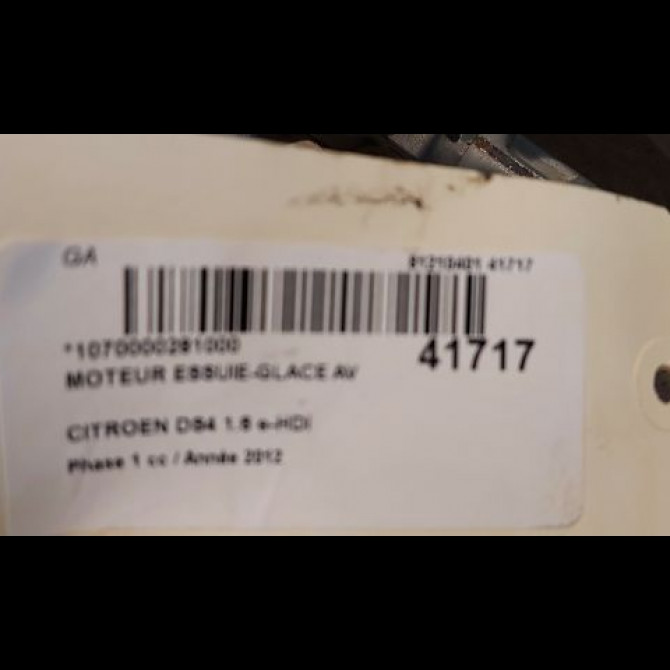 GA 01210401 41717
*1070000281000 41717
MOTEUR ESSUIE-GLACE AV
CITROEN DS4 1.6 e-HDI
Phase 1 cc / Année 2012